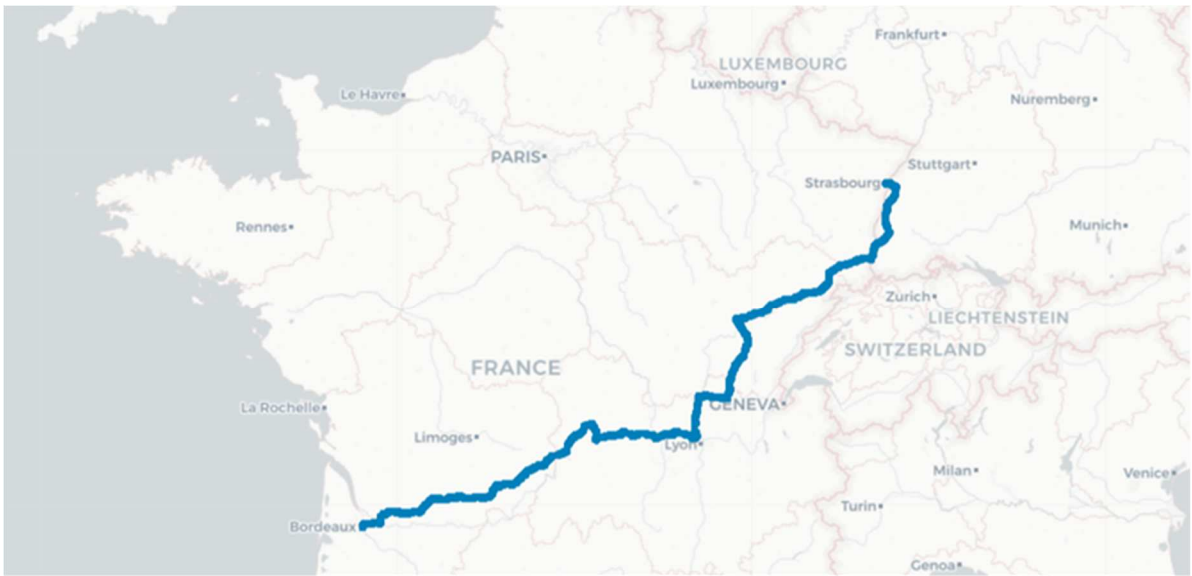 Frankfurt
LUXEMBOURG
Luxembourg
Le Havre
Nuremberg
PARIS
Stuttgart
Strasbourg
Rennes
Munich
Zurich
LIECHTENSTEIN
SWITZERLAND
FRANCE
GENEVA
La Rochelle
Limoges
Lyon
Milan
Venice
Turin
Bordeaux
Genoa